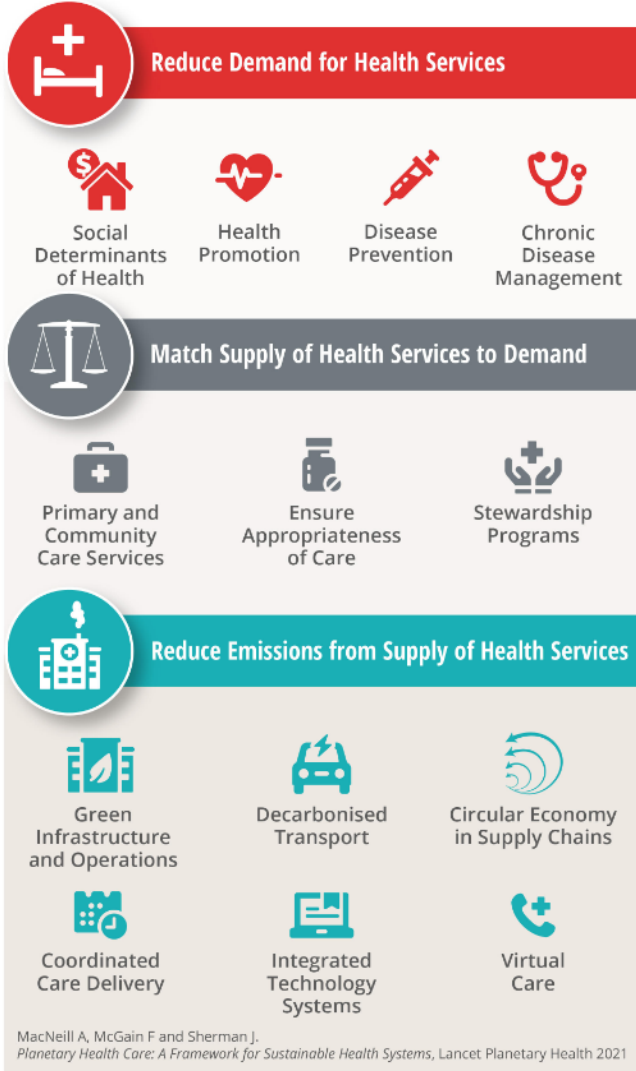 Reduce Demand for Health Services
$
Social
Determinants
of Health
Health
Promotion
Disease
Prevention
Chronic
Disease
Management
Match Supply of Health Services to Demand
Primary and
Community
Care Services
Ensure
Appropriateness
of Care
Stewardship
Programs
Reduce Emissions from Supply of Health Services
Green
Infrastructure
and Operations
Decarbonised
Transport
Circular Economy
in Supply Chains
Coordinated
Care Delivery
Integrated
Technology
Systems
Virtual
Care
MacNeill A, McGain F and Sherman J.
Planetary Health Care: A Framework for Sustainable Health Systems, Lancet Planetary Health 2021